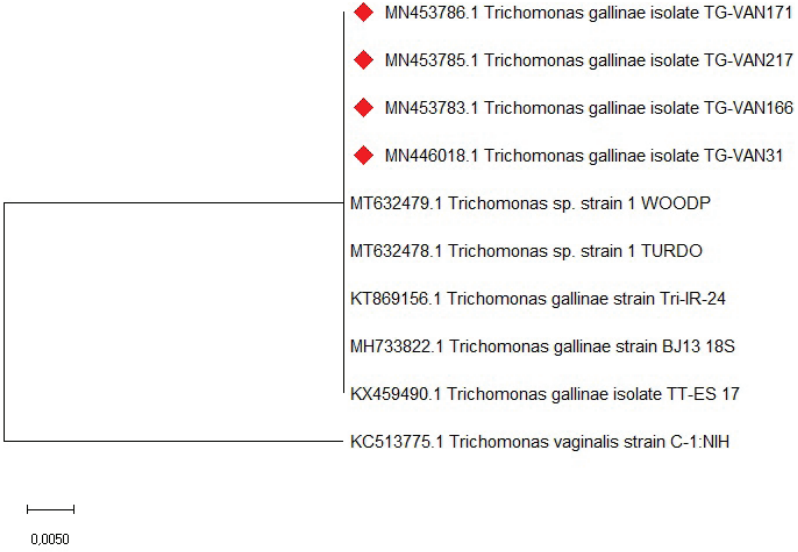 MN453786.1 Trichomonas gallinae isolate TG-VAN171
MN453785.1 Trichomonas gallinae isolate TG-VAN217
MN453783.1 Trichomonas gallinae isolate TG-VAN166
MN446018.1 Trichomonas gallinae isolate TG-VAN31
MT632479.1 Trichomonas sp. strain 1 WOODP
MT632478.1 Trichomonas sp. strain 1 TURDO
KT869156.1 Trichomonas gallinae strain Tri-IR-24
MH733822.1 Trichomonas gallinae strain BJ13 18S
KX459490.1 Trichomonas gallinae isolate TT-ES 17
KC513775.1 Trichomonas vaginalis strain C-1:NIH
0,0050